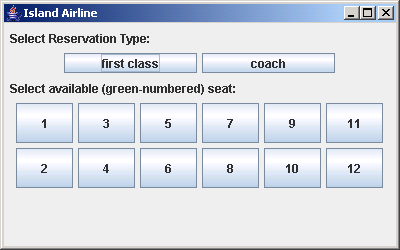 Island Airline
Select Reservation Type:
first class coach
Select available (green-numbered) seat:
1 3 5 7 9 11
2 4 6 8 10 12